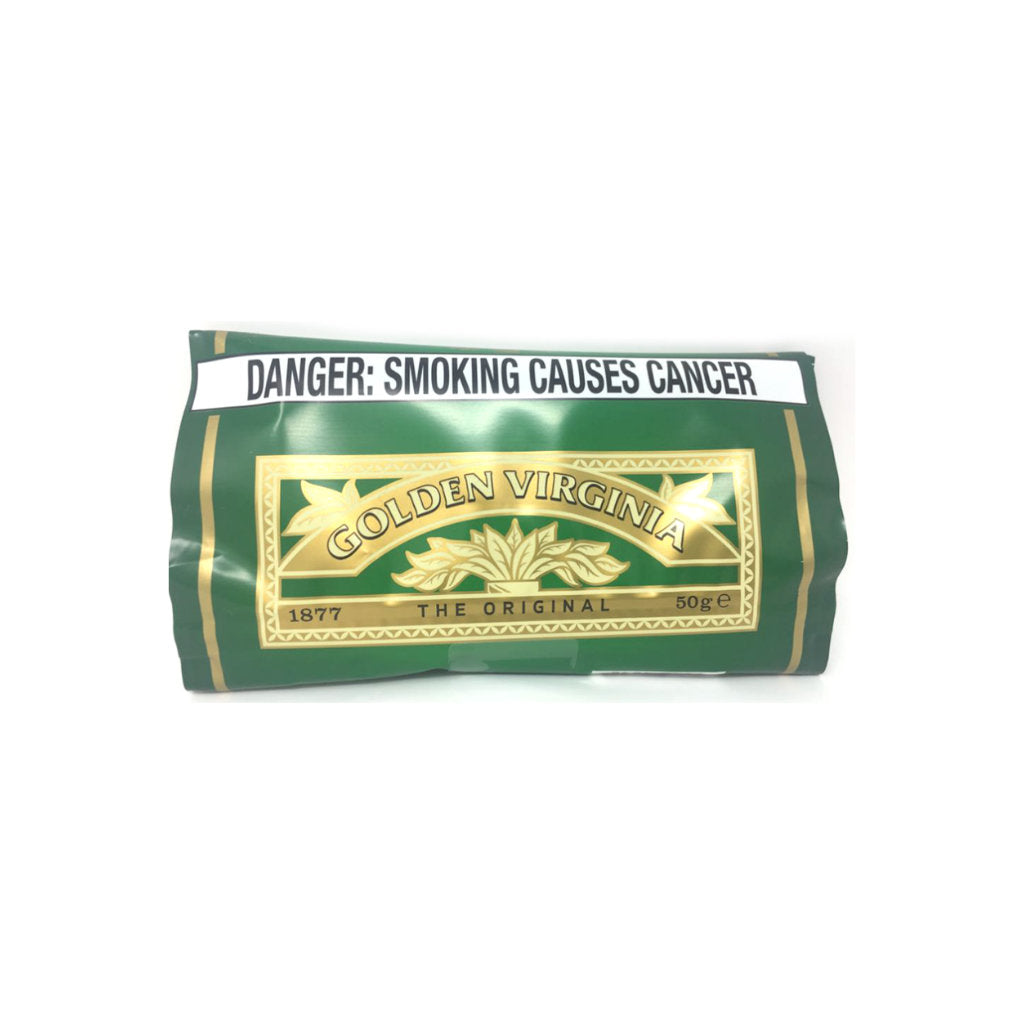 DANGER: SMOKING CAUSES CANCER
GOLDEN VIRGINIA
1877 THE ORIGINAL 50g ℮